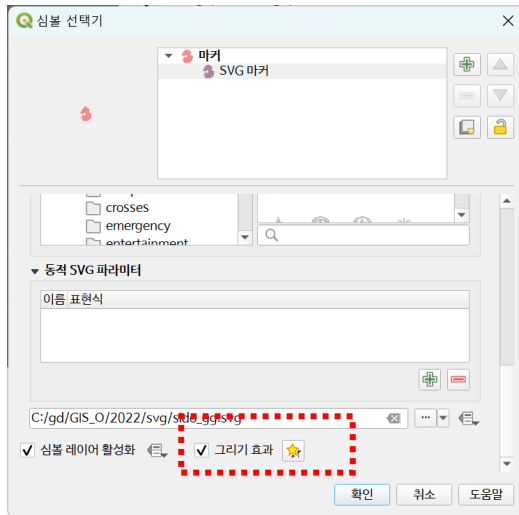 심볼 선택기
마커
SVG 마커
crosses
emergency
entertainment
동적 SVG 파라미터
이름 표현식
C:/gd/GIS_O/2022/svg/sido_gg.svg
심볼 레이어 활성화
그리기 효과
확인 취소 도움말